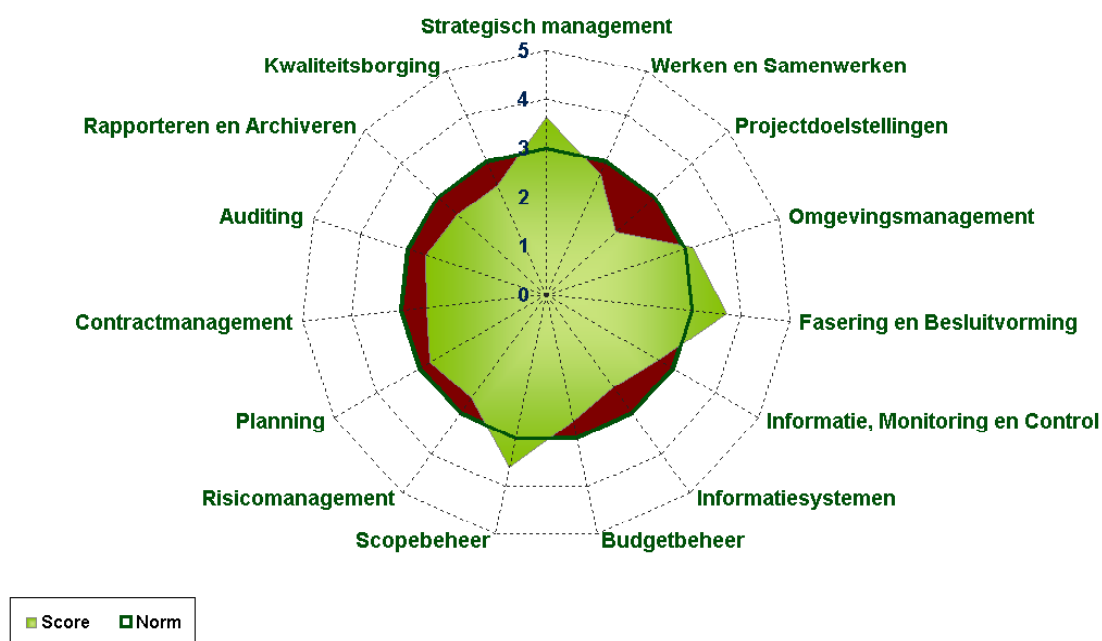 Strategisch management
5
Kwaliteitsborging
Werken en Samenwerken
4
Rapporteren en Archiveren
Projectdoelstellingen
3
2
Auditing
Omgevingsmanagement
1
0
Contractmanagement
Fasering en Besluitvorming
Planning
Informatie, Monitoring en Control
Risicomanagement
Informatiesystemen
Scopebeheer
Budgetbeheer
Score
Norm